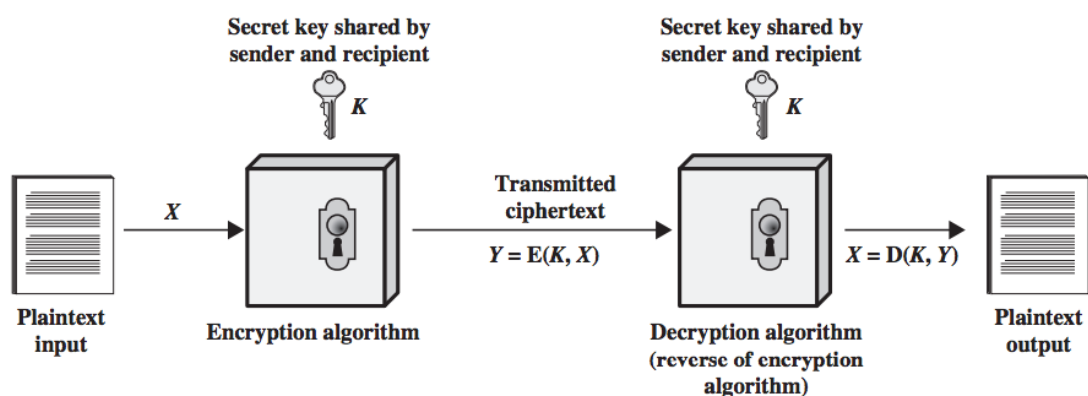 Secret key shared by
sender and recipient
K
Secret key shared by
sender and recipient
K
X
Transmitted
ciphertext
Y = E(K, X)
X = D(K, Y)
Plaintext
input
Encryption algorithm
Decryption algorithm
(reverse of encryption
algorithm)
Plaintext
output